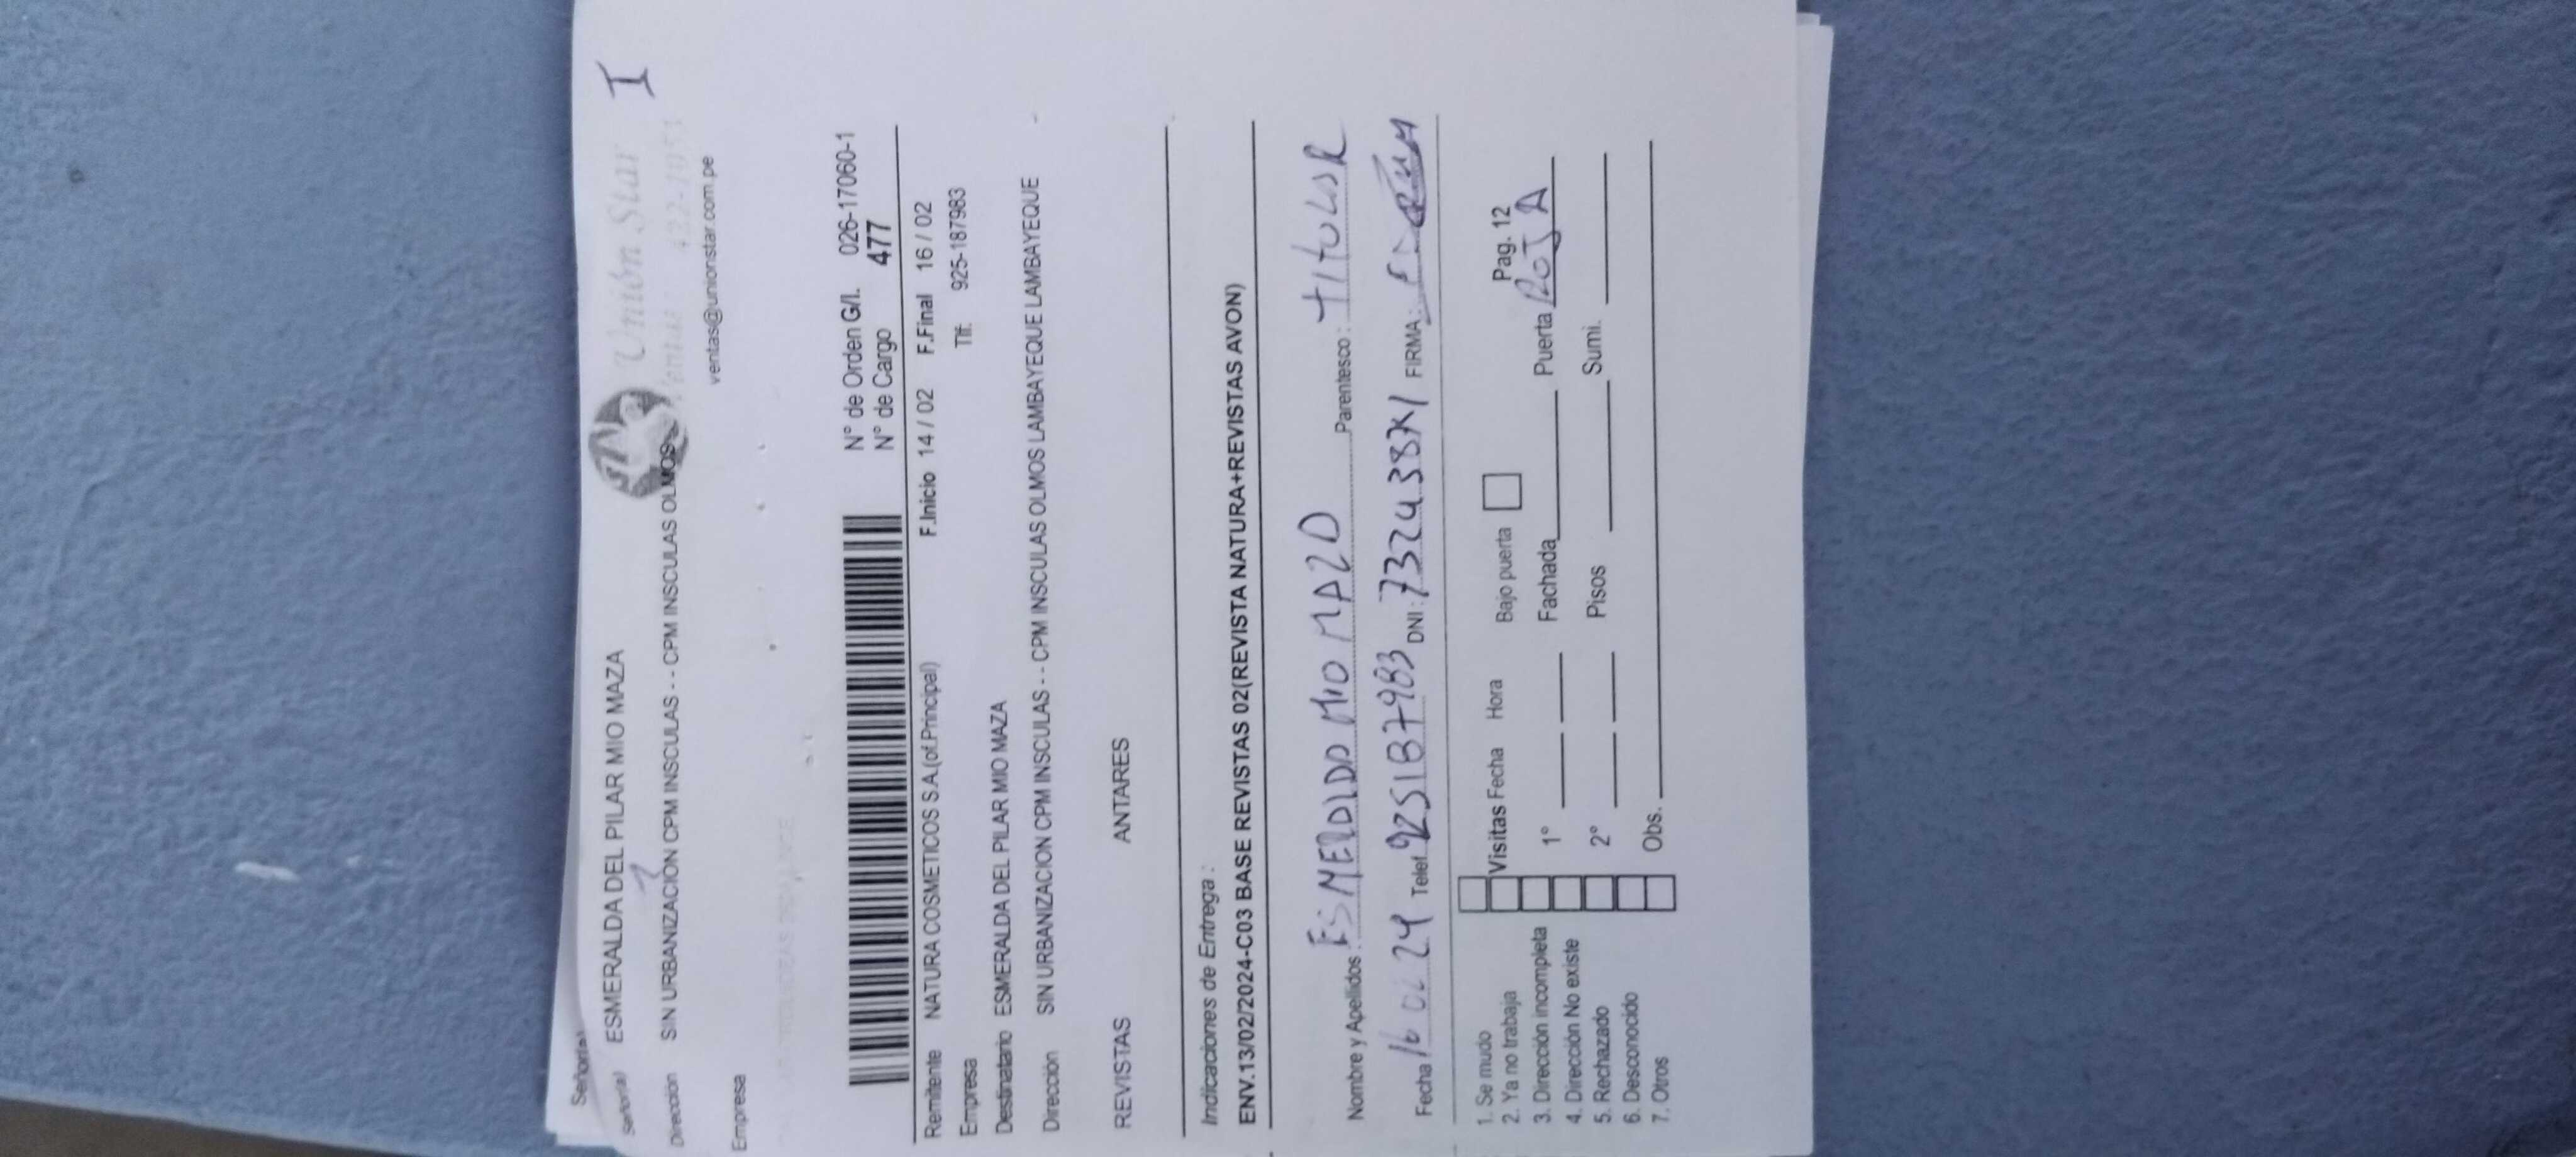 Señor(a)
Señor(a) ESMERALDA DEL PILAR MIO MAZA
Dirección SIN URBANIZACION CPM INSCULAS - - CPM INSCULAS OLMOS
Unión Star
ventas@unionstar.com.pe
Empresa
I
N° de Orden G/I. 026-17060-1
N° de Cargo 477
Remitente NATURA COSMETICOS S.A.(of.Principal) F.Inicio 14 / 02 F.Final 16 / 02
Empresa Tlf. 925-187983
Destinatario ESMERALDA DEL PILAR MIO MAZA
Dirección SIN URBANIZACION CPM INSCULAS - - CPM INSCULAS OLMOS LAMBAYEQUE LAMBAYEQUE
REVISTAS ANTARES
Indicaciones de Entrega :
ENV.13/02/2024-C03 BASE REVISTAS 02(REVISTA NATURA+REVISTAS AVON)
Nombre y Apellidos : MIO Parentesco :
Fecha 16 02 24 Telef 925187983 DNI : FIRMA :
1. Se mudo
2. Ya no trabaja
3. Dirección incompleta
4. Dirección No existe
5. Rechazado
6. Desconocido
7. Otros
Visitas Fecha Hora Bajo puerta Pag. 12
1° Fachada Puerta ROJA
2° Pisos Sumi.
Obs.